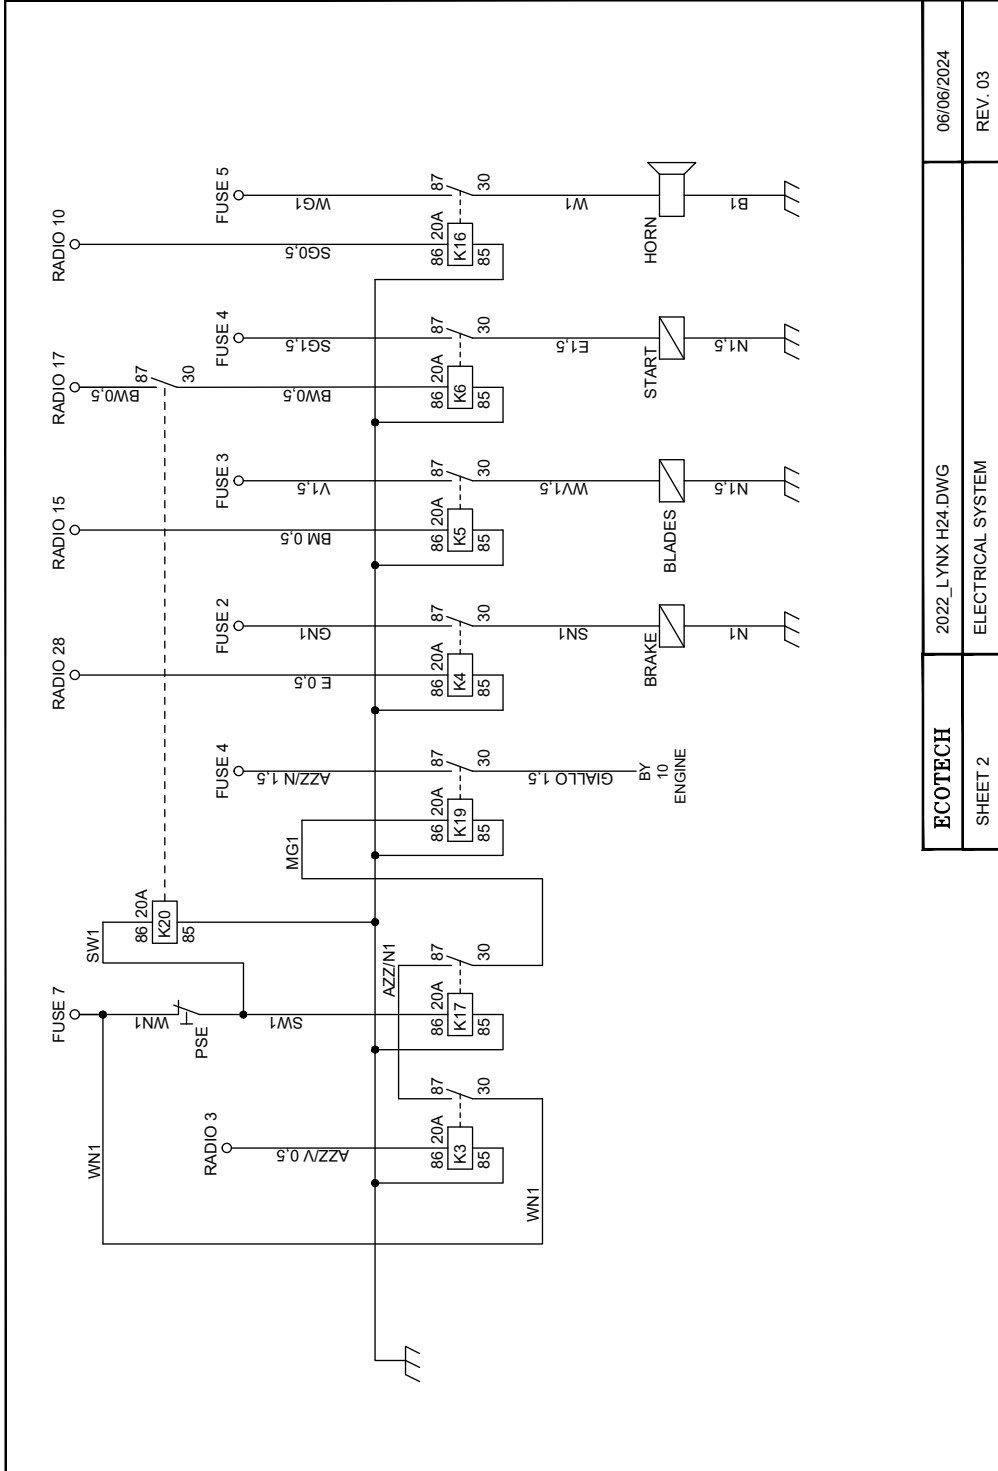 FUSE 7
WN1
WN1
PSE
SW1
SW1
86
20A
K20
85
RADIO 3
AZZ/V 0,5
86
20A
K3
85
87
30
WN1
AZZ/N1
86
20A
K17
85
87
30
MG1
FUSE 4
AZZ/N 1,5
86
20A
K19
85
87
30
GIALLO 1,5
BY
10
ENGINE
RADIO 28
E 0,5
FUSE 2
GN1
86
20A
K4
85
87
30
SN1
BRAKE
N1
RADIO 15
BM 0,5
FUSE 3
V1,5
86
20A
K5
85
87
30
WV1,5
BLADES
N1,5
RADIO 17
BW0,5
87
30
BW0,5
FUSE 4
SG1,5
86
20A
K6
85
87
30
E1,5
START
N1,5
RADIO 10
SG0,5
FUSE 5
WG1
86
20A
K16
85
87
30
W1
HORN
B1
ECOTECH
2022_LYNX H24.DWG
06/06/2024
SHEET 2
ELECTRICAL SYSTEM
REV. 03